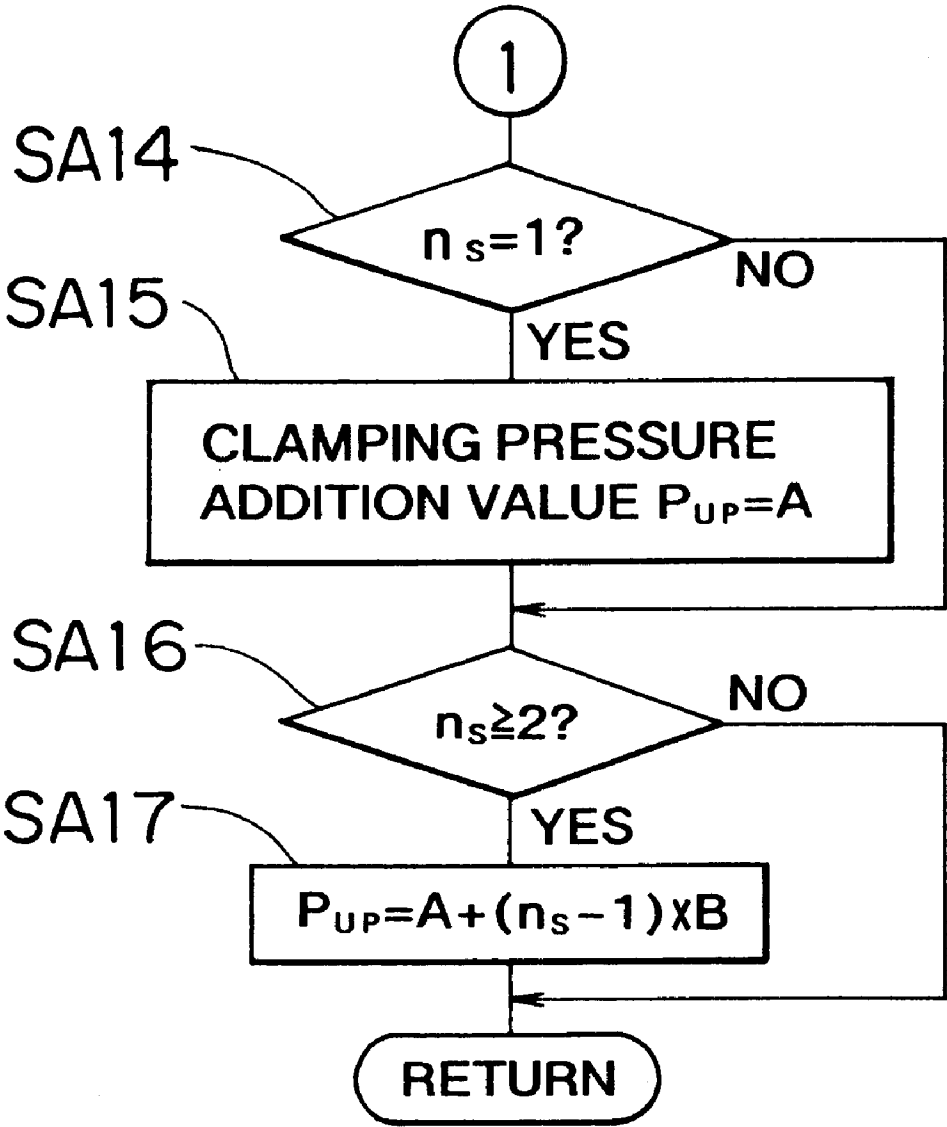 1
SA14
n_S=1?
NO
SA15
YES
CLAMPING PRESSURE
ADDITION VALUE P_UP=A
SA16
NO
n_S≧2?
SA17
YES
P_UP=A+(n_S-1)×B
RETURN